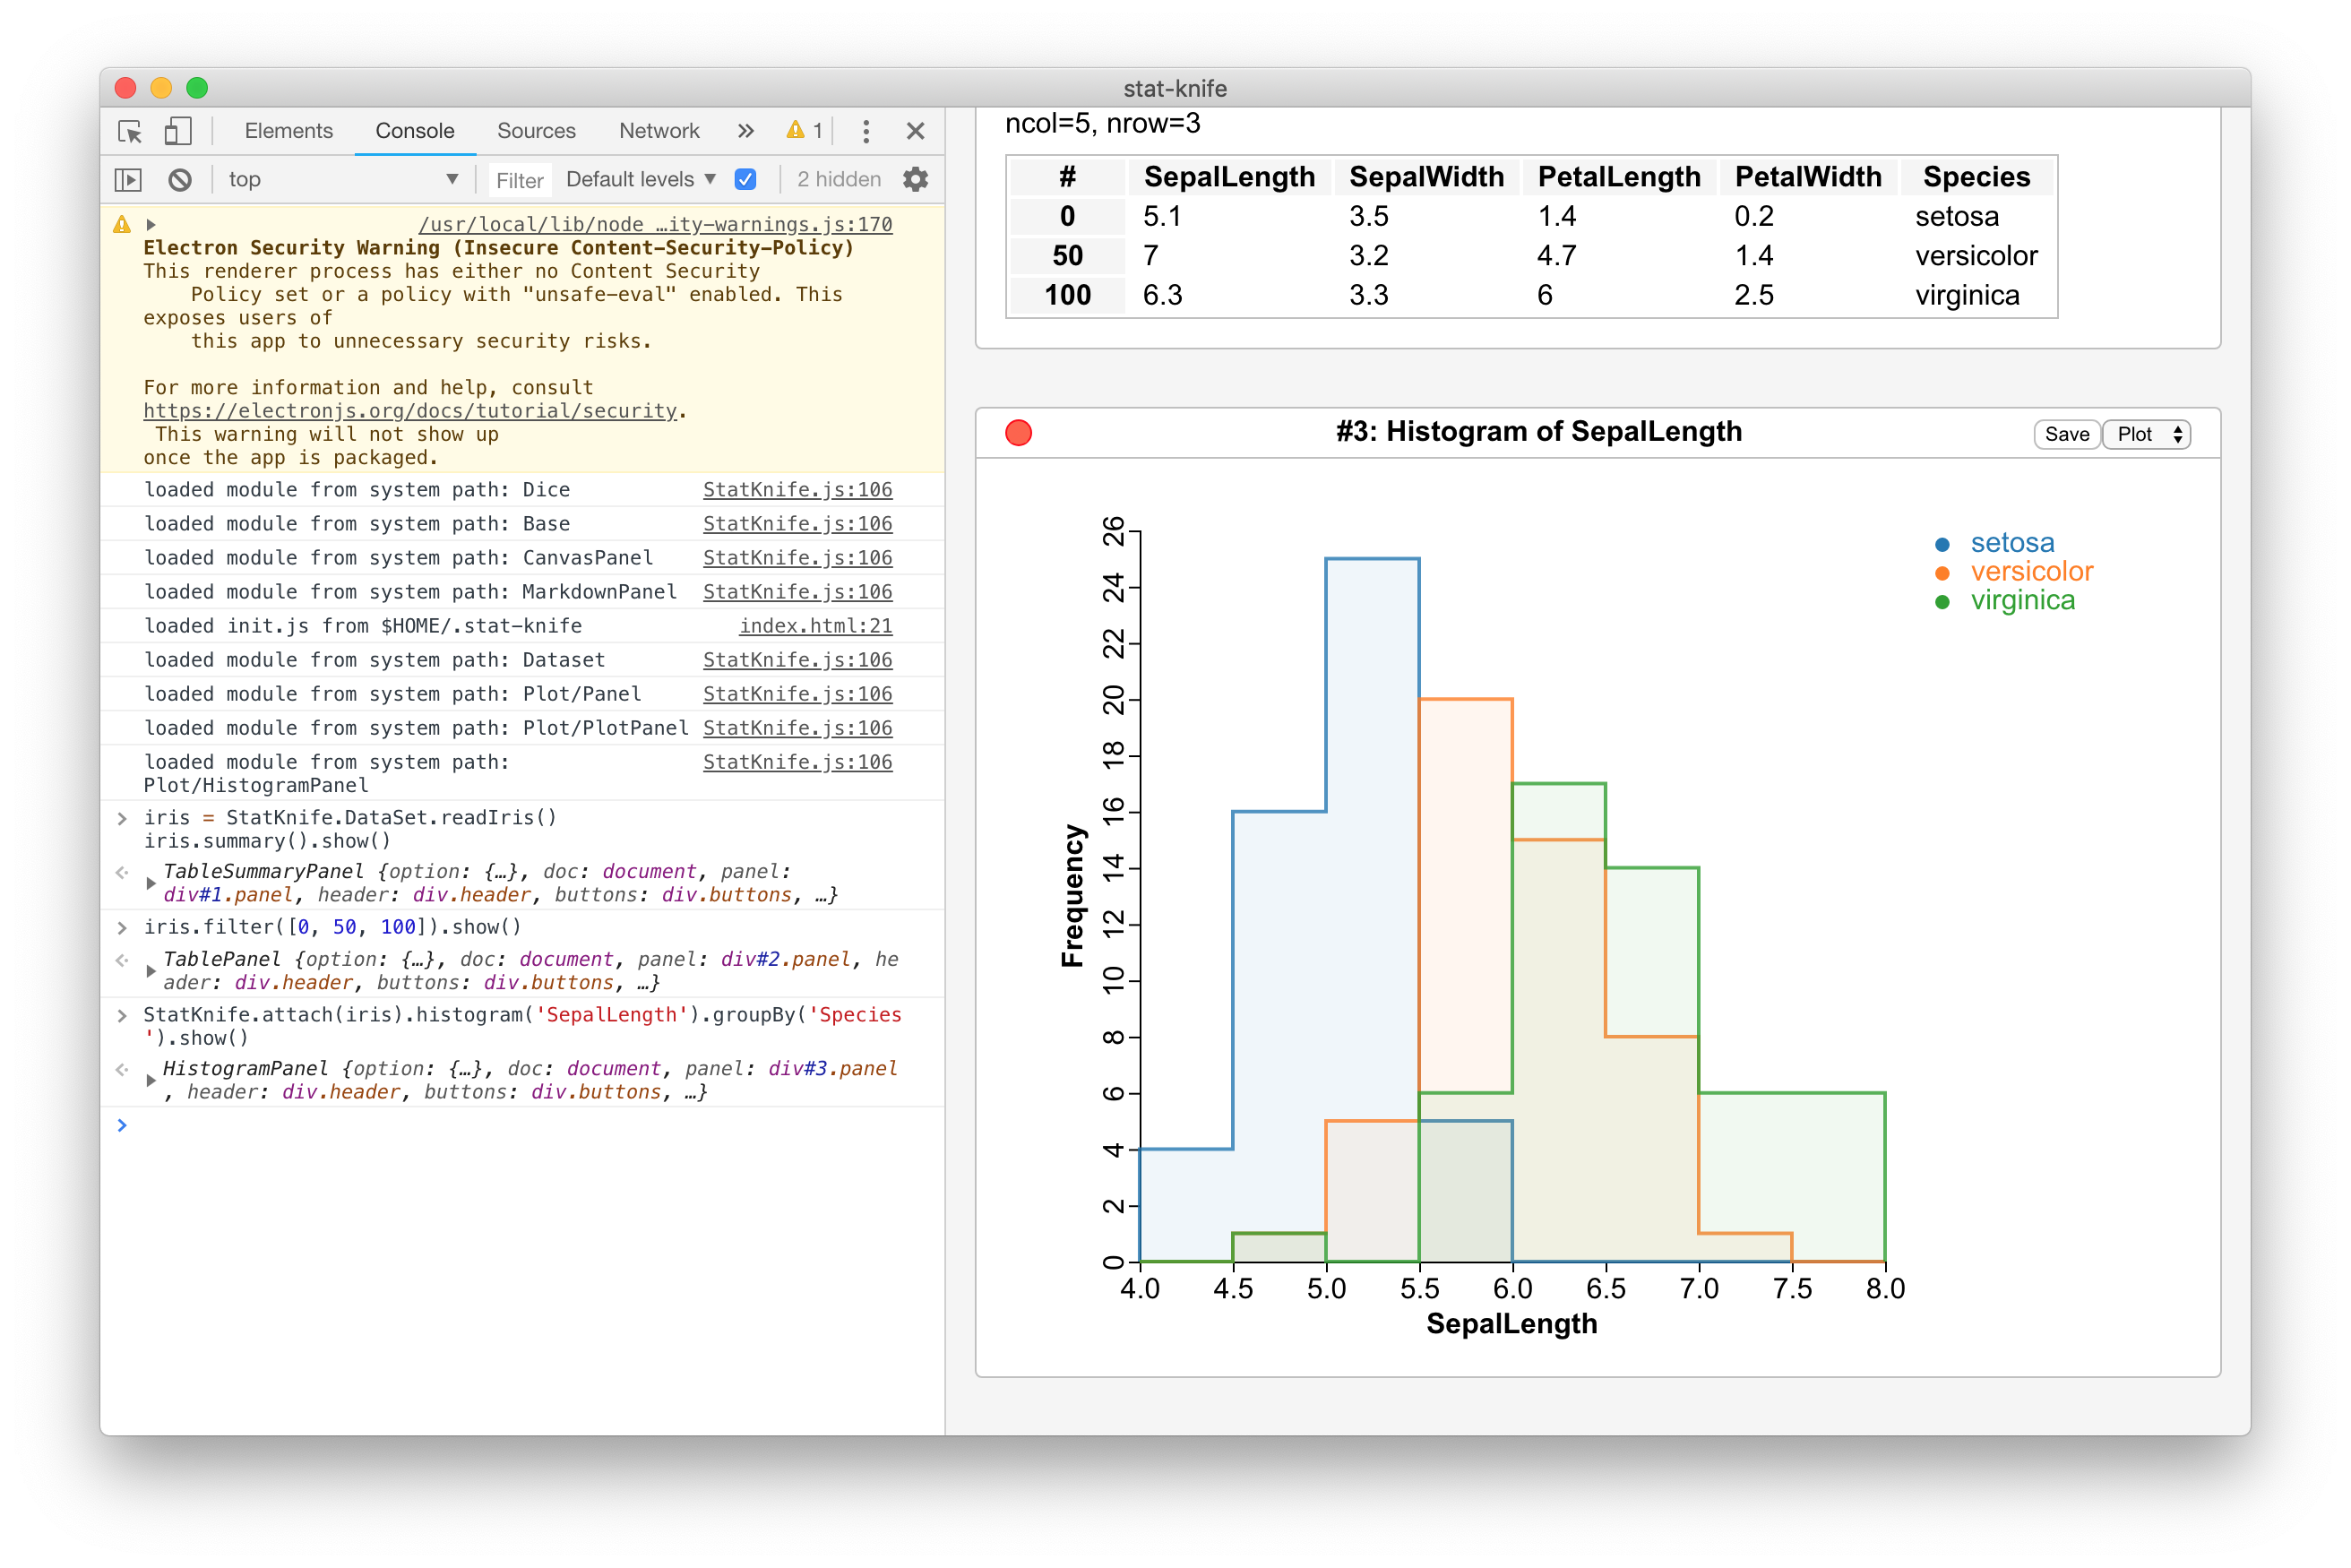 stat-knife
Elements Console Sources Network » 1
top Filter Default levels 2 hidden
/usr/local/lib/node …ity-warnings.js:170
Electron Security Warning (Insecure Content-Security-Policy)
This renderer process has either no Content Security
Policy set or a policy with "unsafe-eval" enabled. This
exposes users of
this app to unnecessary security risks.
For more information and help, consult
https://electronjs.org/docs/tutorial/security.
This warning will not show up
once the app is packaged.
loaded module from system path: Dice StatKnife.js:106
loaded module from system path: Base StatKnife.js:106
loaded module from system path: CanvasPanel StatKnife.js:106
loaded module from system path: MarkdownPanel StatKnife.js:106
loaded init.js from $HOME/.stat-knife index.html:21
loaded module from system path: Dataset StatKnife.js:106
loaded module from system path: Plot/Panel StatKnife.js:106
loaded module from system path: Plot/PlotPanel StatKnife.js:106
loaded module from system path: StatKnife.js:106
Plot/HistogramPanel
> iris = StatKnife.DataSet.readIris()
iris.summary().show()
TableSummaryPanel {option: {…}, doc: document, panel:
div#1.panel, header: div.header, buttons: div.buttons, …}
> iris.filter([0, 50, 100]).show()
TablePanel {option: {…}, doc: document, panel: div#2.panel, he
ader: div.header, buttons: div.buttons, …}
> StatKnife.attach(iris).histogram('SepalLength').groupBy('Species
').show()
HistogramPanel {option: {…}, doc: document, panel: div#3.panel
, header: div.header, buttons: div.buttons, …}
>
ncol=5, nrow=3
# SepalLength SepalWidth PetalLength PetalWidth Species
0 5.1 3.5 1.4 0.2 setosa
50 7 3.2 4.7 1.4 versicolor
100 6.3 3.3 6 2.5 virginica
#3: Histogram of SepalLength
Save Plot
setosa
versicolor
virginica
26
24
22
20
18
16
14
12
10
8
6
4
2
0
Frequency
4.0 4.5 5.0 5.5 6.0 6.5 7.0 7.5 8.0
SepalLength